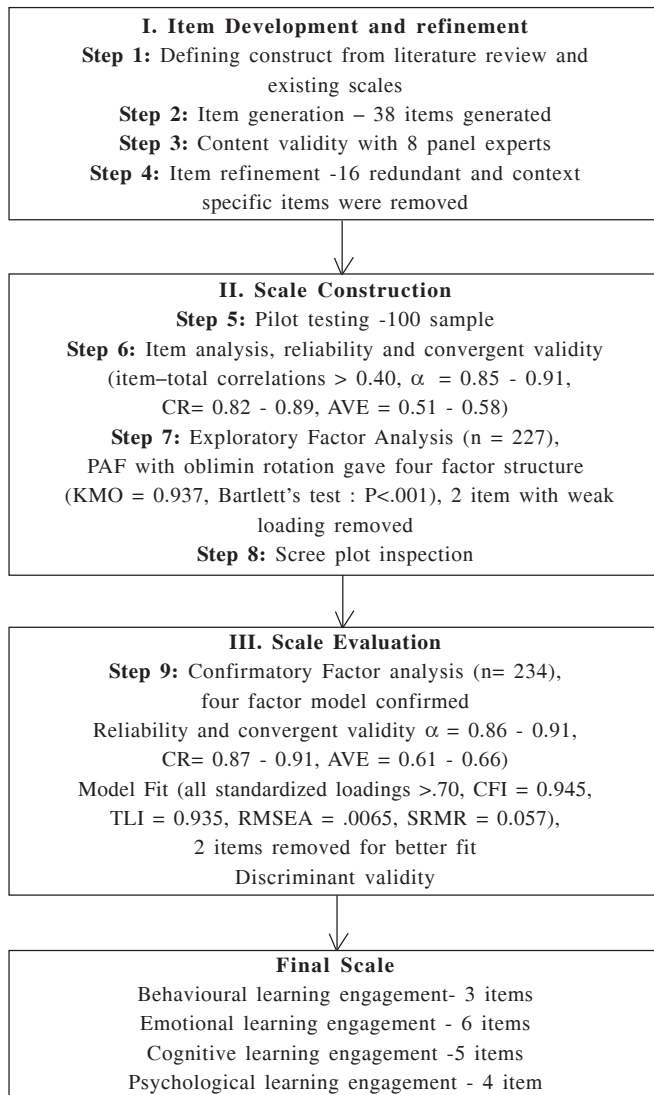 I. Item Development and refinement
Step 1: Defining construct from literature review and
existing scales
Step 2: Item generation – 38 items generated
Step 3: Content validity with 8 panel experts
Step 4: Item refinement -16 redundant and context
specific items were removed
II. Scale Construction
Step 5: Pilot testing -100 sample
Step 6: Item analysis, reliability and convergent validity
(item–total correlations > 0.40, α = 0.85 - 0.91,
CR= 0.82 - 0.89, AVE = 0.51 - 0.58)
Step 7: Exploratory Factor Analysis (n = 227),
PAF with oblimin rotation gave four factor structure
(KMO = 0.937, Bartlett's test : P<.001), 2 item with weak
loading removed
Step 8: Scree plot inspection
III. Scale Evaluation
Step 9: Confirmatory Factor analysis (n= 234),
four factor model confirmed
Reliability and convergent validity α = 0.86 - 0.91,
CR= 0.87 - 0.91, AVE = 0.61 - 0.66)
Model Fit (all standardized loadings >.70, CFI = 0.945,
TLI = 0.935, RMSEA = .0065, SRMR = 0.057),
2 items removed for better fit
Discriminant validity
Final Scale
Behavioural learning engagement- 3 items
Emotional learning engagement - 6 items
Cognitive learning engagement -5 items
Psychological learning engagement - 4 item